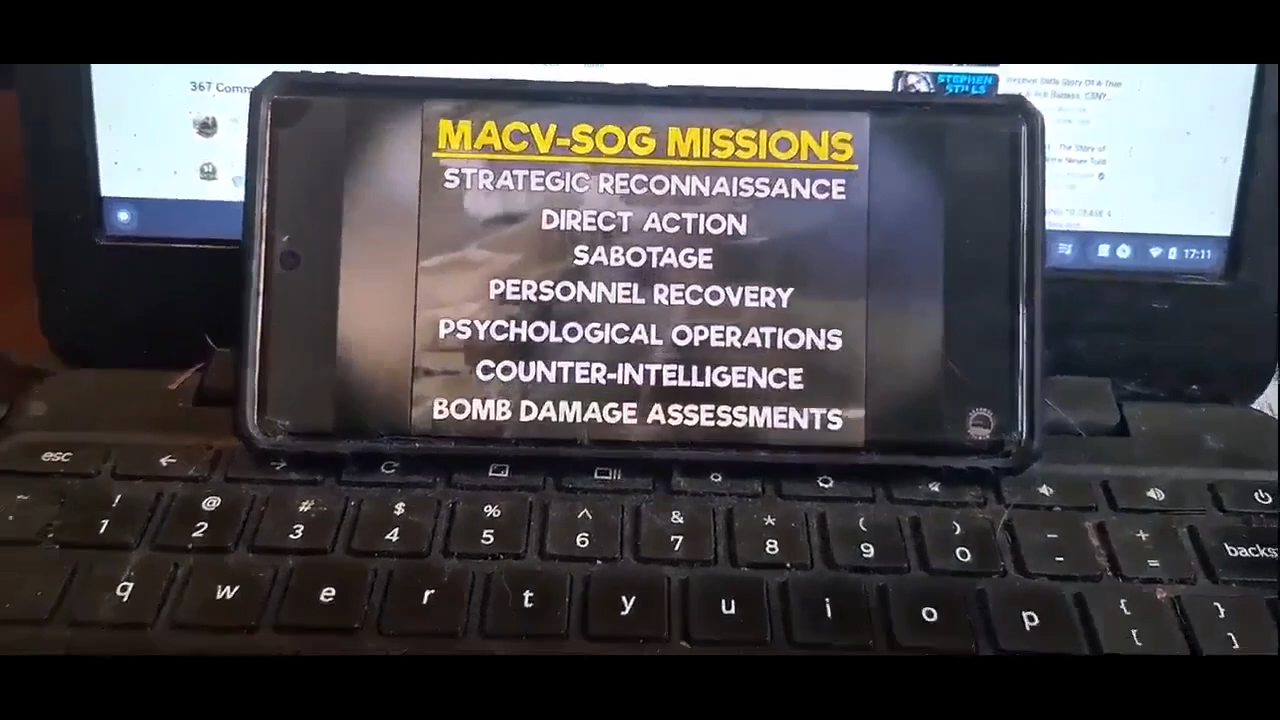 367 Comm
STEPHEN
STILLS
MACV-SOG MISSIONS
STRATEGIC RECONNAISSANCE
DIRECT ACTION
SABOTAGE
PERSONNEL RECOVERY
PSYCHOLOGICAL OPERATIONS
COUNTER-INTELLIGENCE
BOMB DAMAGE ASSESSMENTS
17:11
esc
~ ! @ # $ % ^ & * ( ) - +
1 2 3 4 5 6 7 8 9 0 - = backs
q w e r t y u i o p { }
[ ]